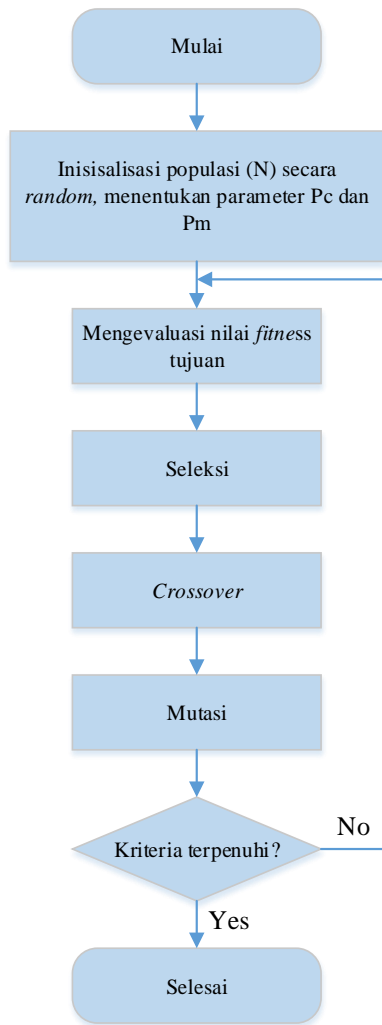 Mulai
Inisisalisasi populasi (N) secara
random, menentukan parameter Pc dan
Pm
Mengevaluasi nilai fitness
tujuan
Seleksi
Crossover
Mutasi
Kriteria terpenuhi?
No
Yes
Selesai